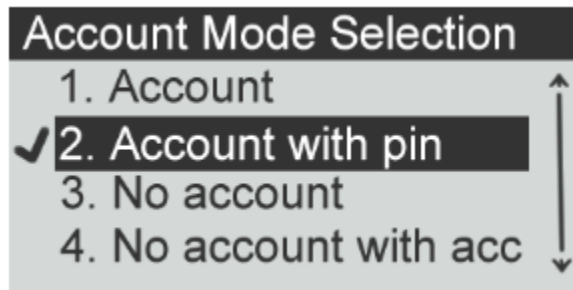 Account Mode Selection
1. Account
2. Account with pin
3. No account
4. No account with acc